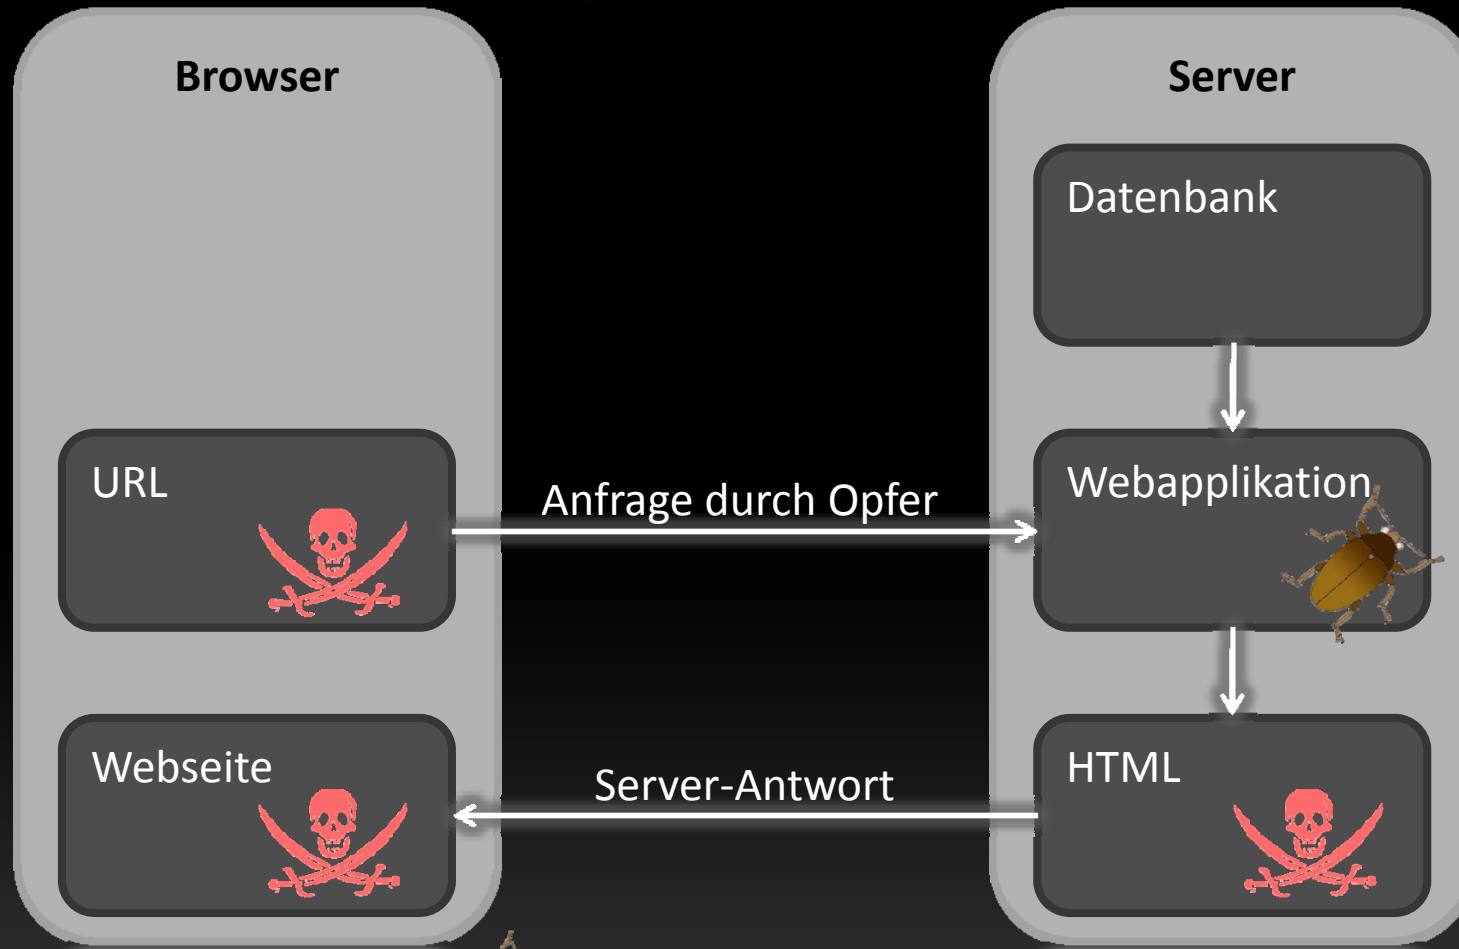 Browser
Server
Datenbank
URL
Anfrage durch Opfer
Webapplikation
Webseite
Server-Antwort
HTML